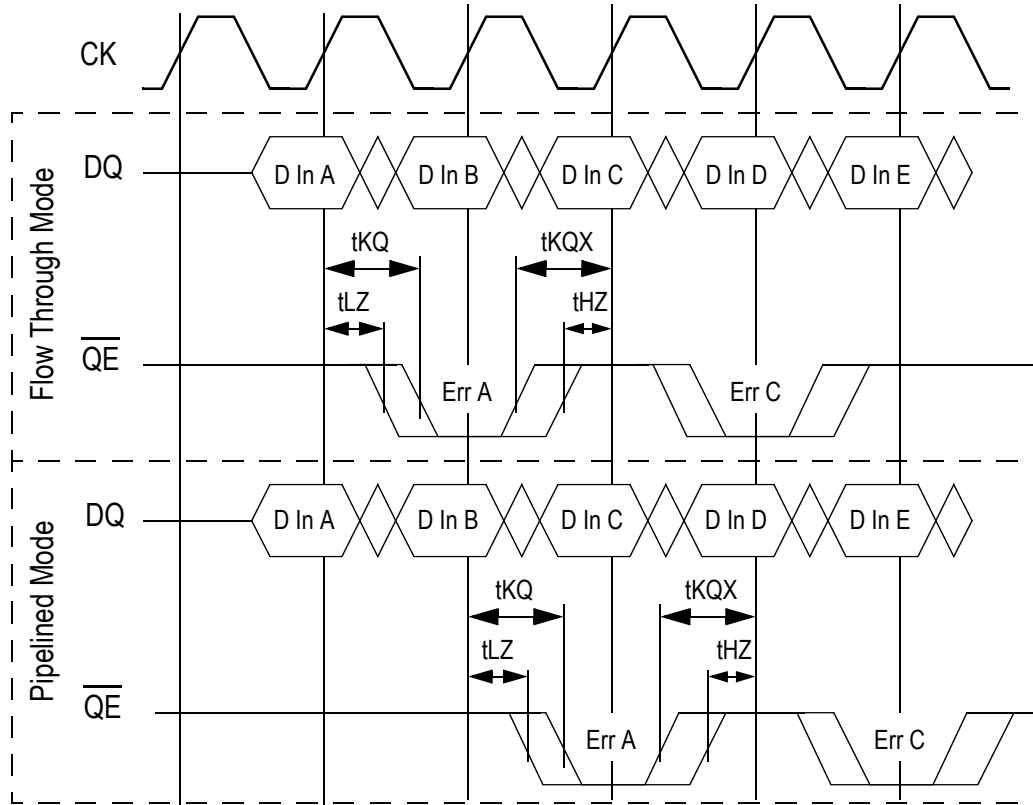 CK
Flow Through Mode
DQ
D In A D In B D In C D In D D In E
tKQ tKQX
tLZ tHZ
QE
Err A Err C
Pipelined Mode
DQ
D In A D In B D In C D In D D In E
tKQ tKQX
tLZ tHZ
QE
Err A Err C